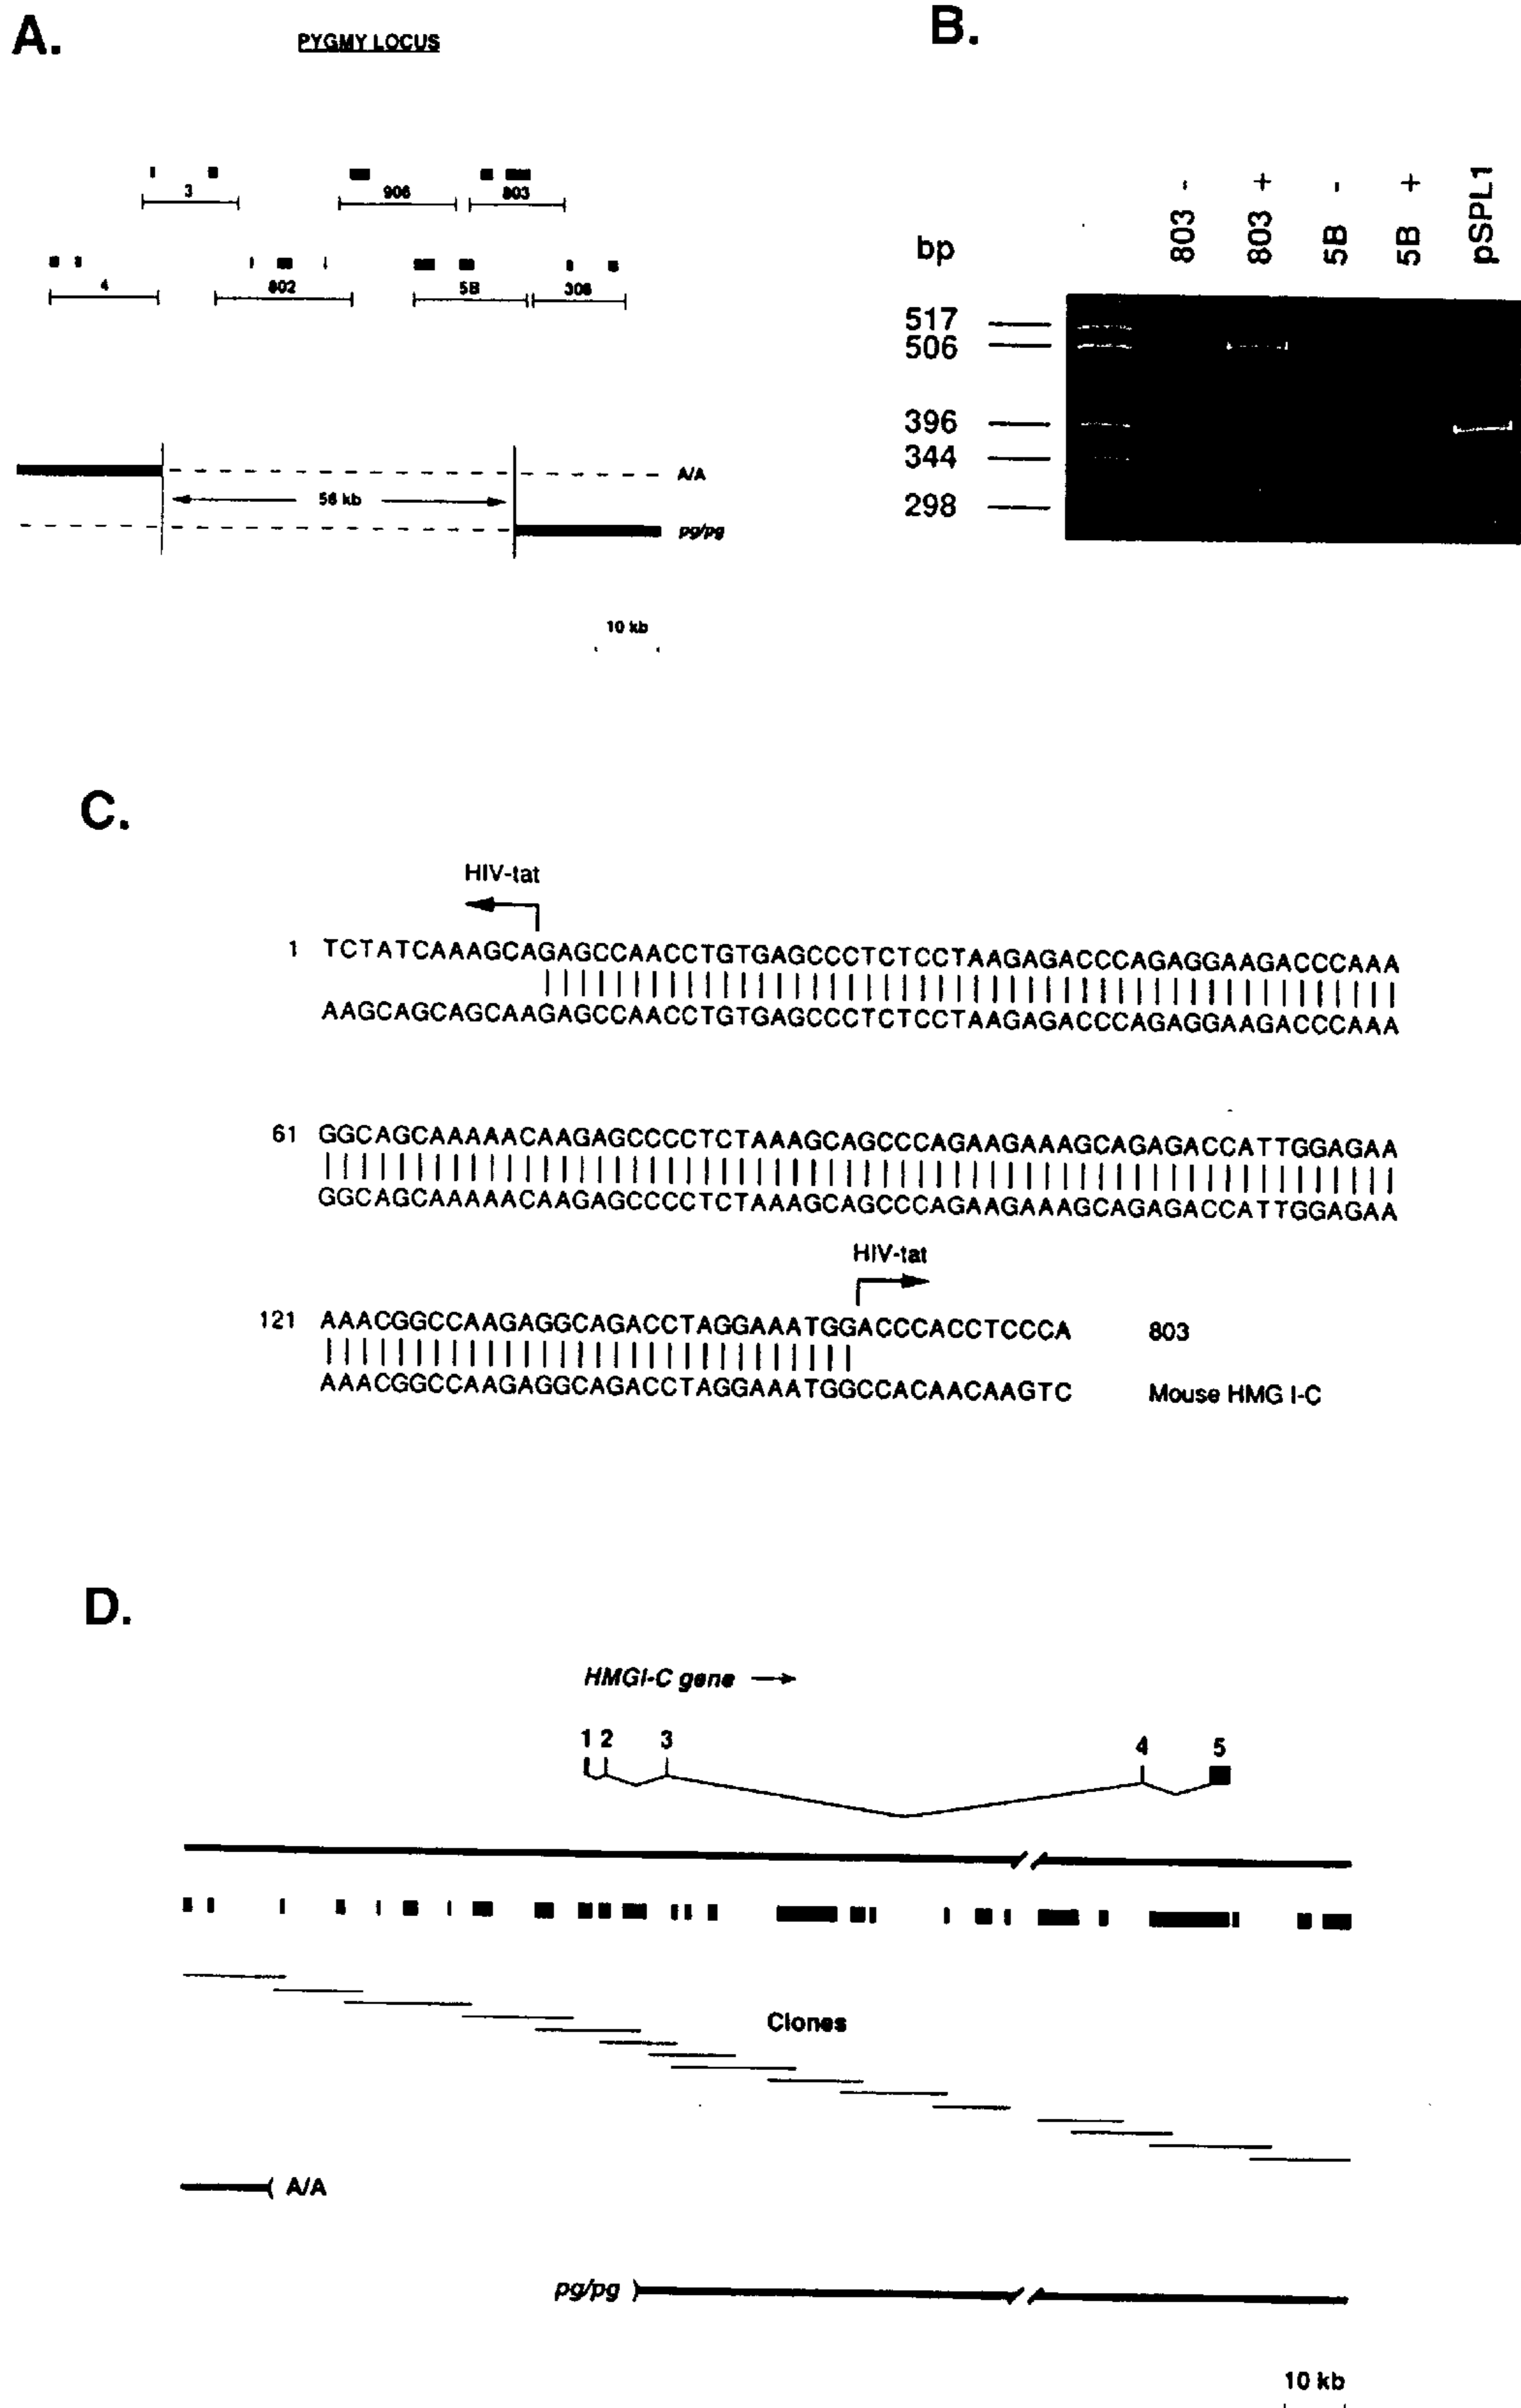 A.
PYGMY LOCUS
3
906
803
4
802
5B
306
A/A
56 kb
pg/pg
10 kb
B.
bp
803 -
803 +
5B -
5B +
pSPL1
517
506
396
344
298
C.
HIV-tat
1 TCTATCAAAGCAGAGCCAACCTGTGAGCCCTCTCCTAAGAGACCCAGAGGAAGACCCAAA
AAGCAGCAGCAAGAGCCAACCTGTGAGCCCTCTCCTAAGAGACCCAGAGGAAGACCCAAA
61 GGCAGCAAAAACAAGAGCCCCTCTAAAGCAGCCCAGAAGAAAGCAGAGACCATTGGAGAA
GGCAGCAAAAACAAGAGCCCCTCTAAAGCAGCCCAGAAGAAAGCAGAGACCATTGGAGAA
HIV-tat
121 AAACGGCCAAGAGGCAGACCTAGGAAATGGACCCACCTCCCA 803
AAACGGCCAAGAGGCAGACCTAGGAAATGGCCACAACAAGTC Mouse HMG I-C
D.
HMGI-C gene
1 2 3 4 5
Clones
A/A
pg/pg
10 kb